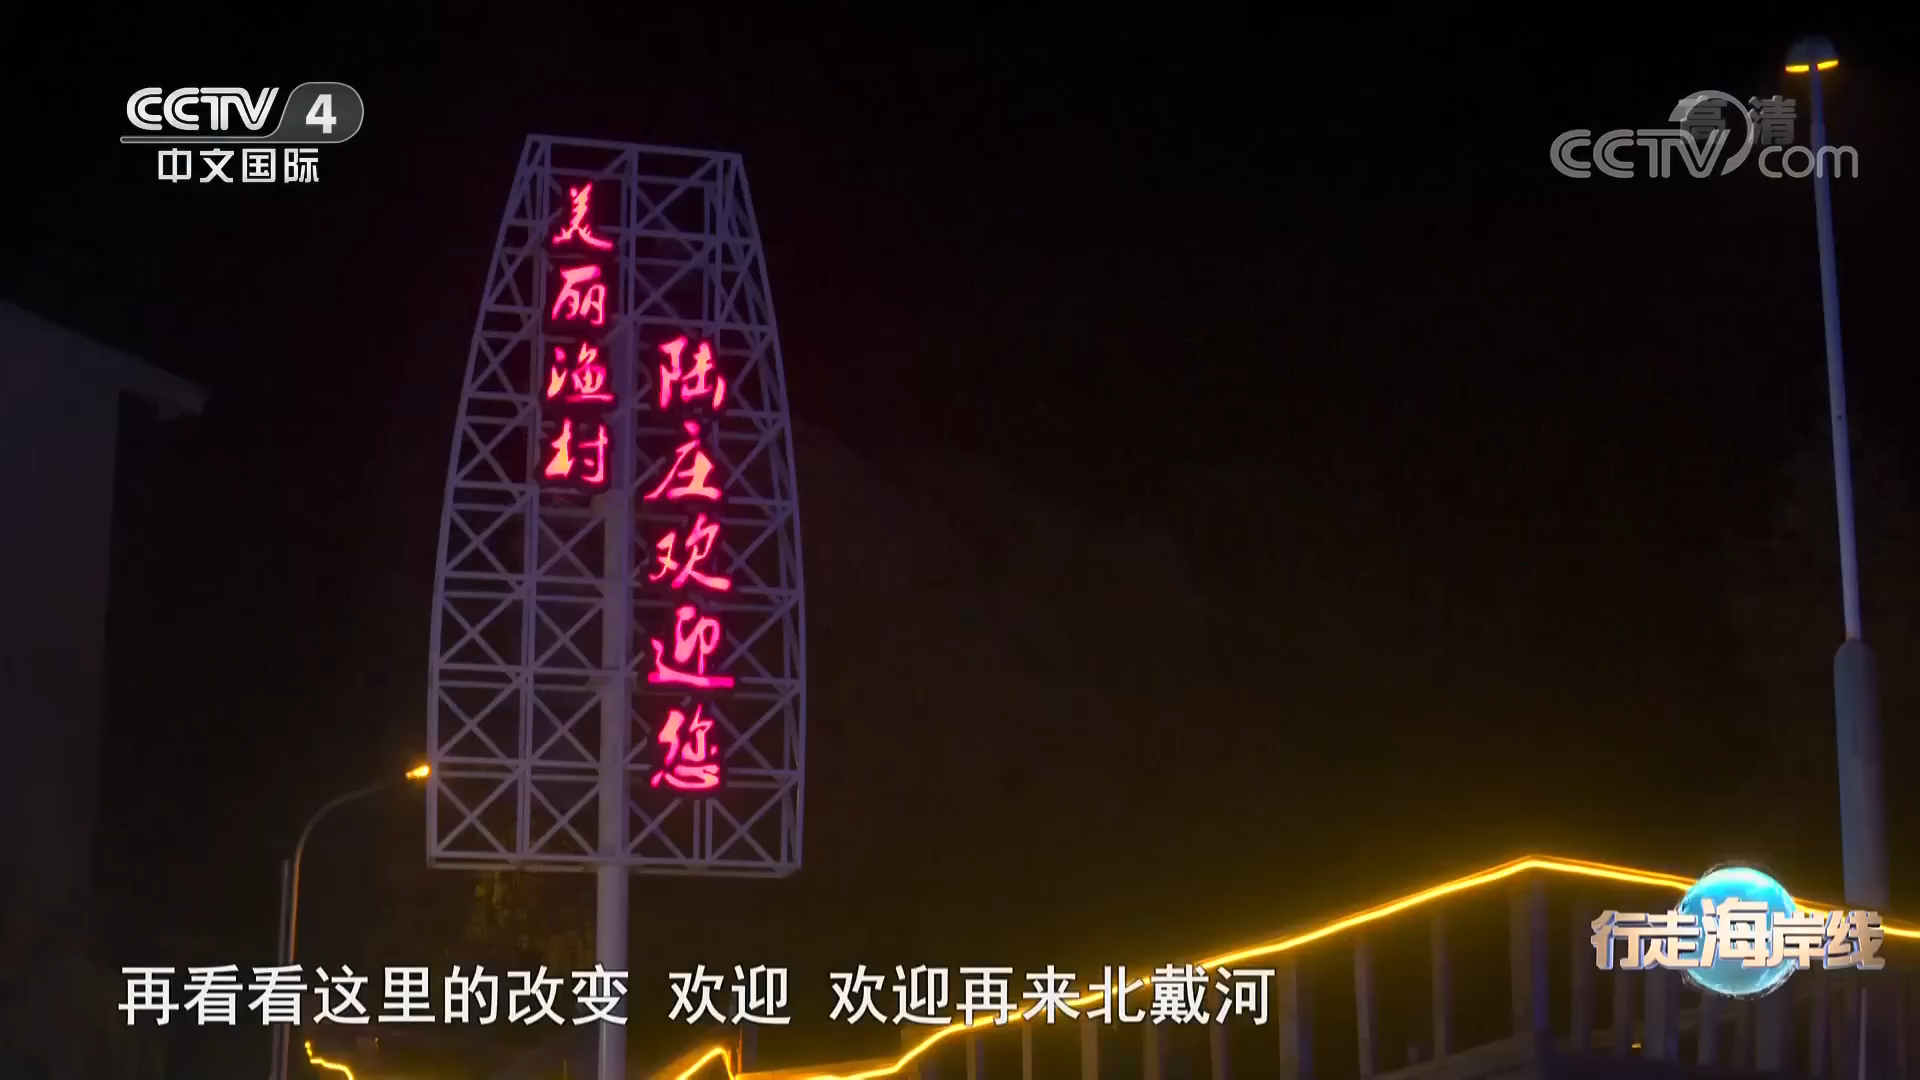 CCTV 4
中文国际
高清
CCTV.com
美丽渔村
陆庄欢迎您
行走海岸线
再看看这里的改变 欢迎 欢迎再来北戴河